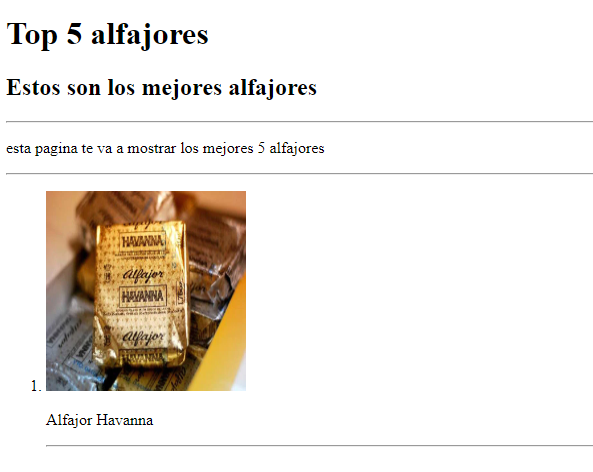 Top 5 alfajores
Estos son los mejores alfajores
esta pagina te va a mostrar los mejores 5 alfajores
HAVANNA
Alfajor
HAVANNA
Alfajor
1.
Alfajor Havanna